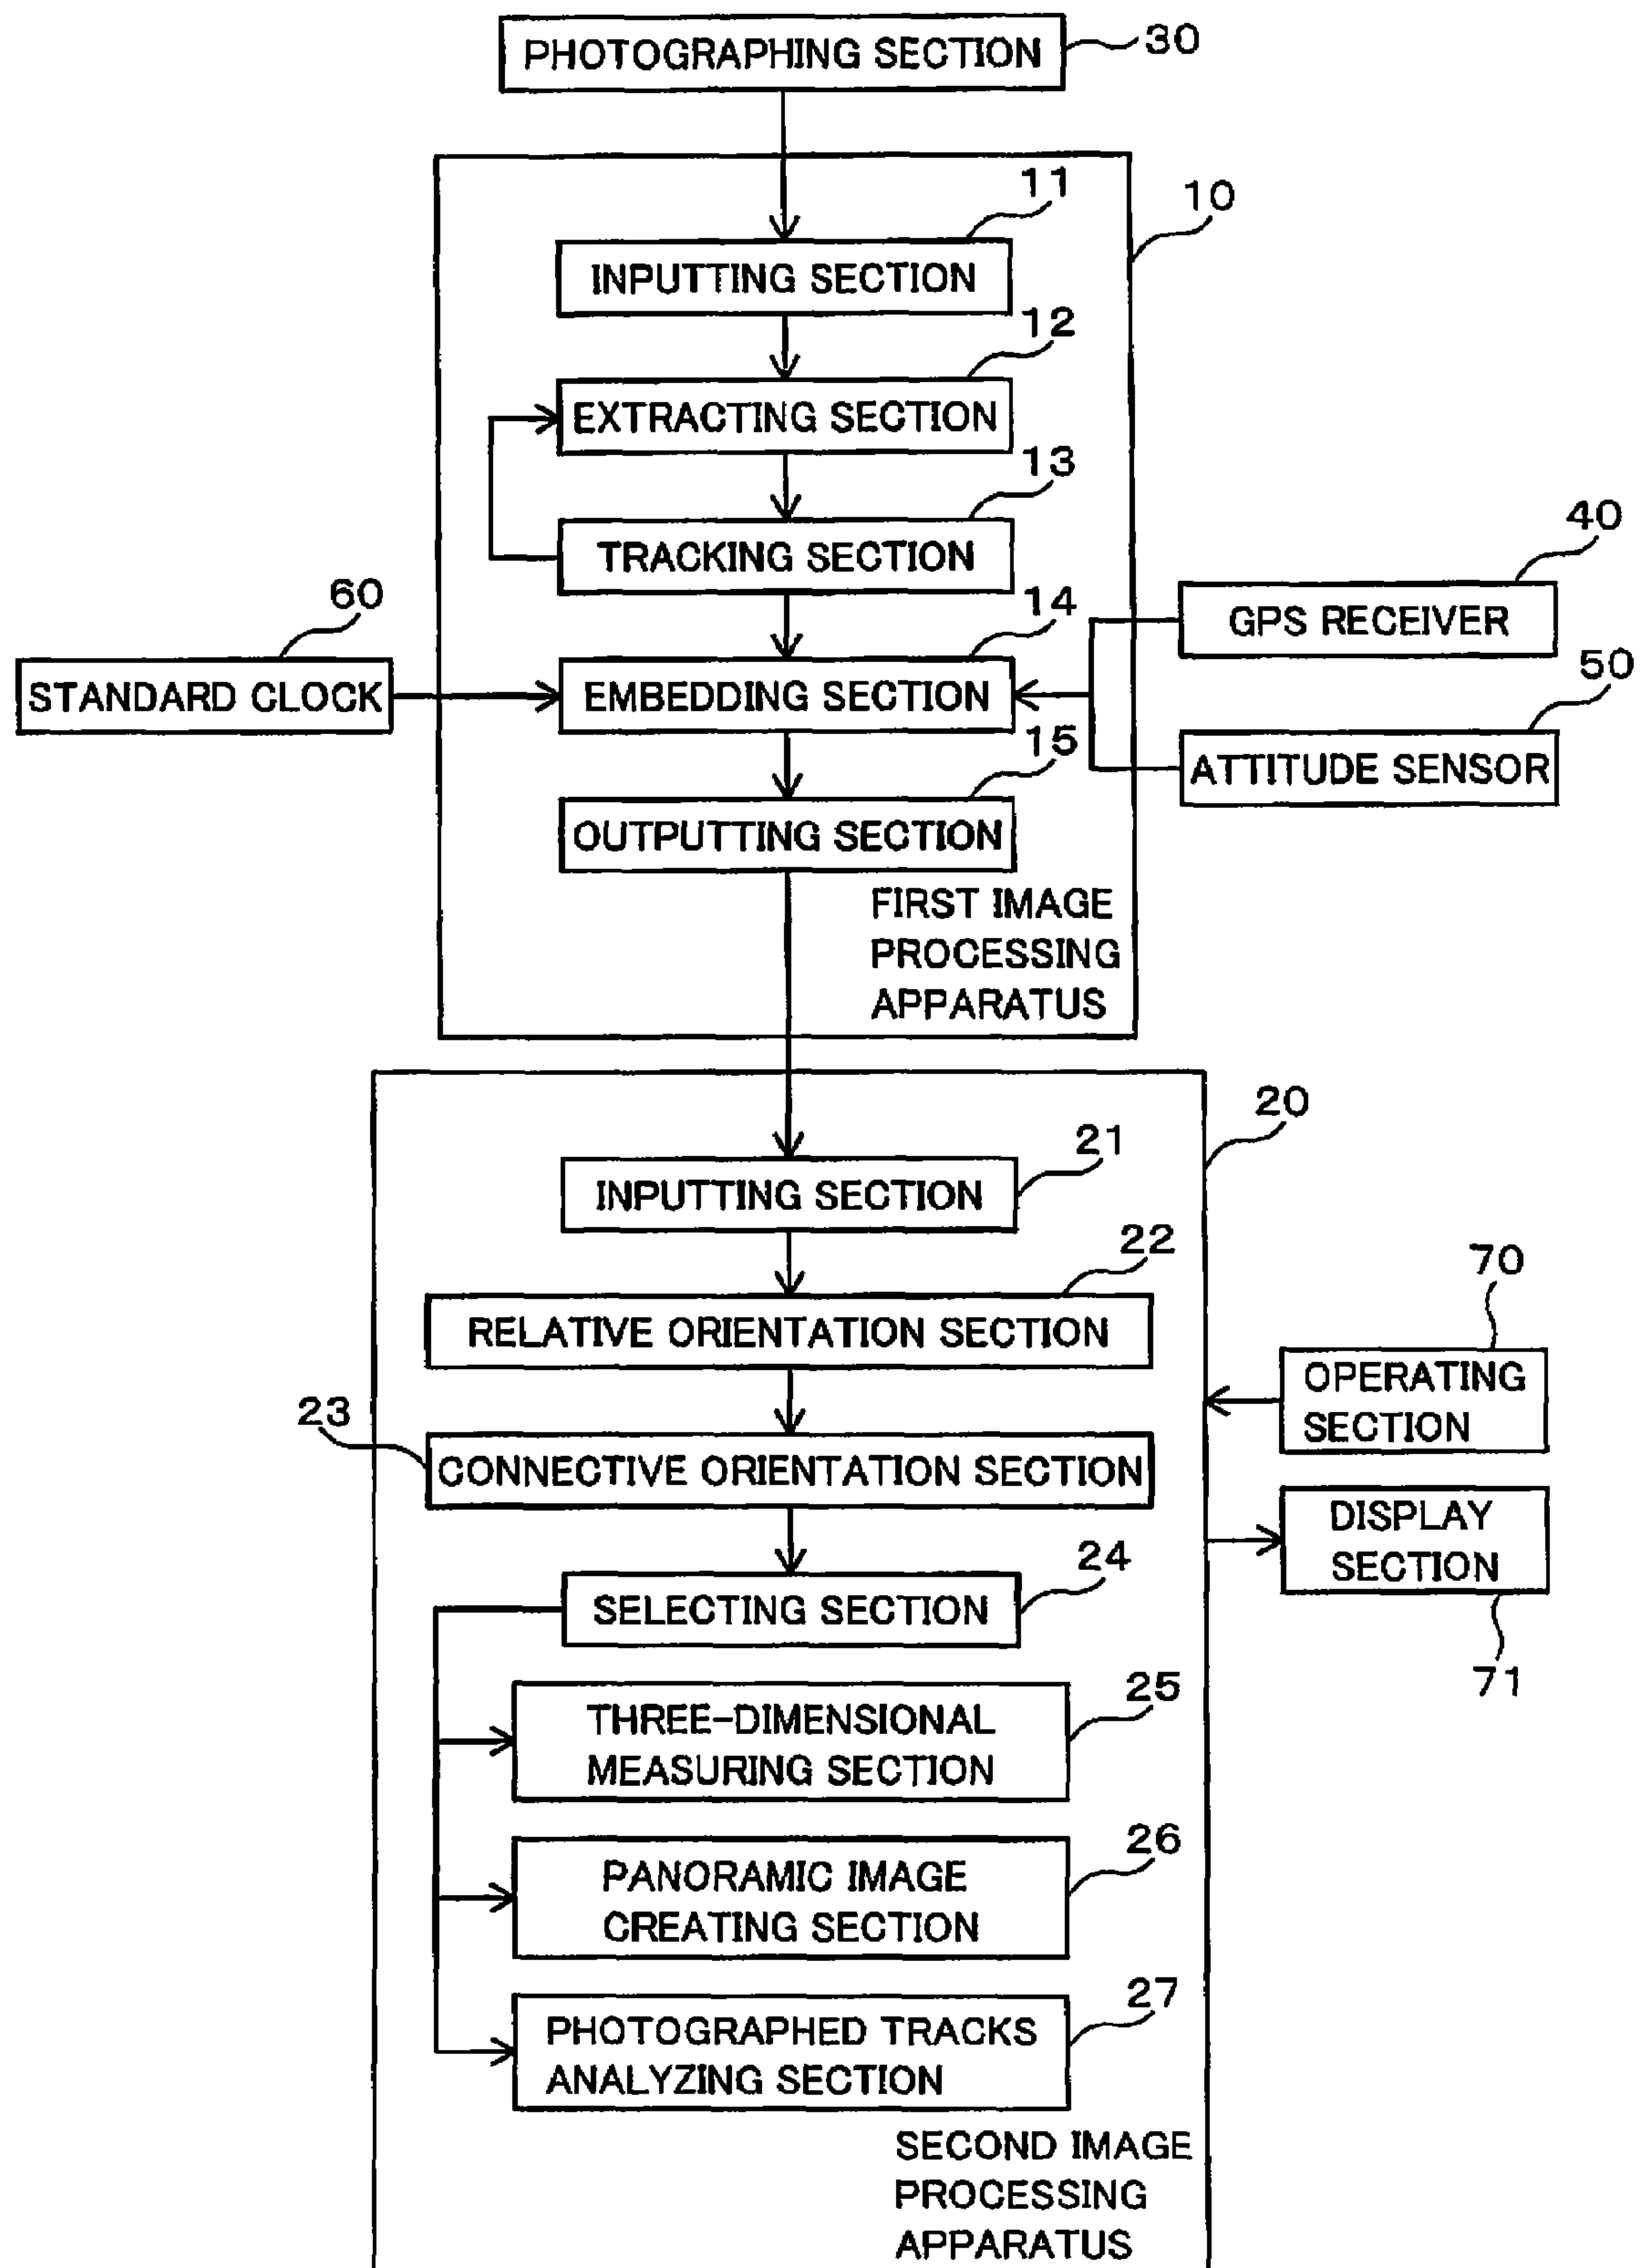 PHOTOGRAPHING SECTION
30
10
11
INPUTTING SECTION
12
EXTRACTING SECTION
13
TRACKING SECTION
40
GPS RECEIVER
60
STANDARD CLOCK
14
EMBEDDING SECTION
50
ATTITUDE SENSOR
15
OUTPUTTING SECTION
FIRST IMAGE
PROCESSING
APPARATUS
20
21
INPUTTING SECTION
22
RELATIVE ORIENTATION SECTION
70
OPERATING
SECTION
23
CONNECTIVE ORIENTATION SECTION
DISPLAY
SECTION
71
24
SELECTING SECTION
25
THREE-DIMENSIONAL
MEASURING SECTION
26
PANORAMIC IMAGE
CREATING SECTION
27
PHOTOGRAPHED TRACKS
ANALYZING SECTION
SECOND IMAGE
PROCESSING
APPARATUS